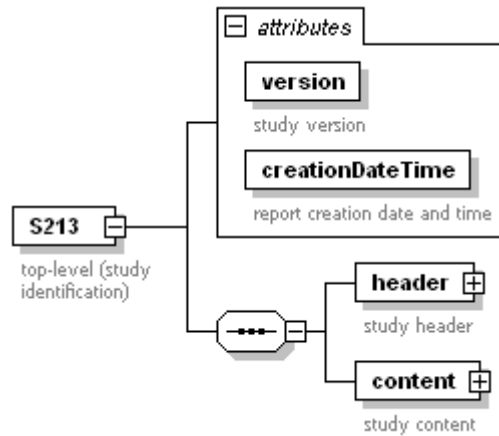 attributes
version
study version
creationDateTime
report creation date and time
S213
top-level (study
identification)
header
study header
content
study content